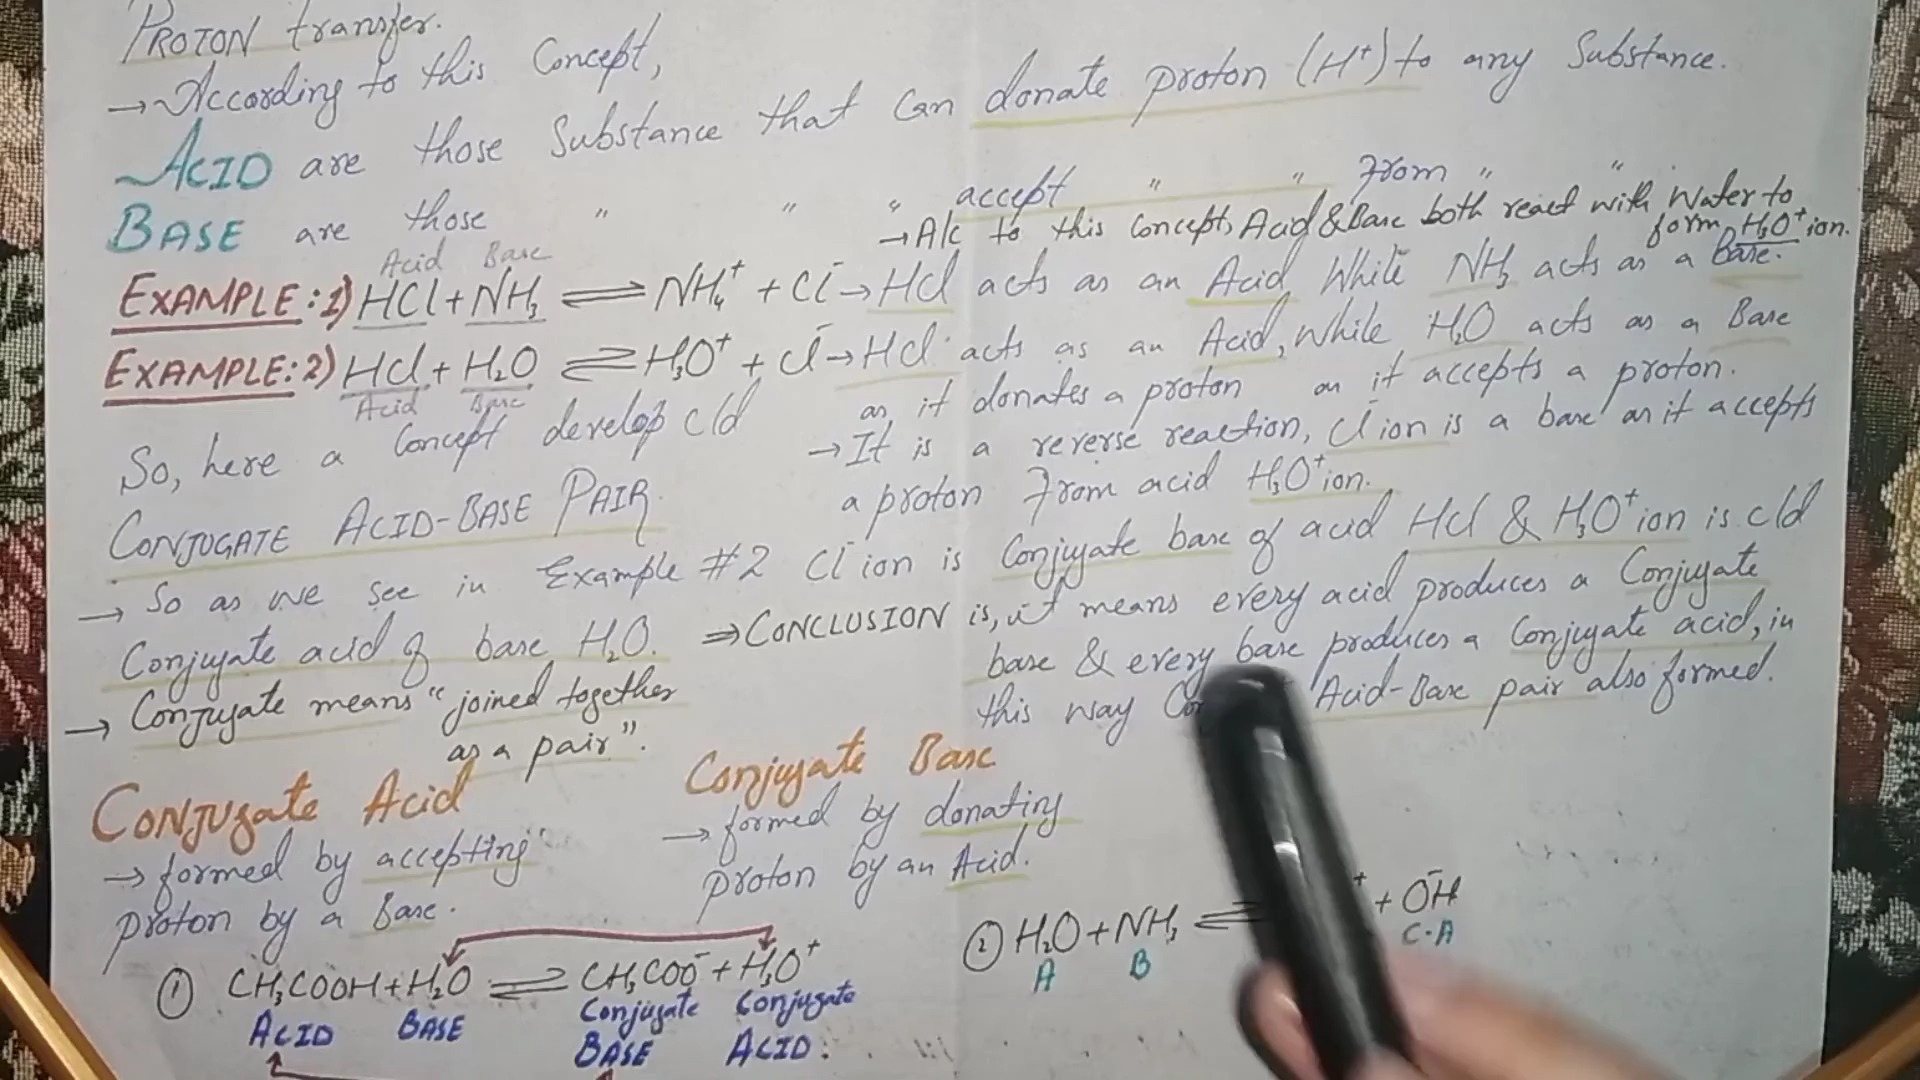 PROTON transfer.
→ According to this Concept,
ACID are those Substance that can donate proton (H⁺) to any Substance.
BASE are those " " " accept " " from " "
→ A/c to this concept, Acid & Base both react with Water to form H₃O⁺ ion.
Acid Base
EXAMPLE: 1) HCl + NH₃ ⇌ NH₄⁺ + Cl⁻ → HCl acts as an Acid While NH₃ acts as a base.
EXAMPLE: 2) HCl + H₂O ⇌ H₃O⁺ + Cl⁻ → HCl acts as an Acid, While H₂O acts as a Base
Acid Base
as it donates a proton as it accepts a proton.
So, here a Concept develop c/d
CONJUGATE ACID-BASE PAIR.
→ It is a reverse reaction, Cl⁻ ion is a base as it accepts
a proton from acid H₃O⁺ ion.
→ So as we see in Example #2 Cl⁻ ion is Conjugate base of acid HCl & H₃O⁺ ion is c/d
Conjugate acid of base H₂O.
⇒ CONCLUSION is, it means every acid produces a Conjugate
base & every base produces a Conjugate acid, in
this way Acid-Base pair also formed.
→ Conjugate means "joined together
as a pair".
CONJUgate Acid
→ formed by accepting
proton by a Base.
Conjugate Base
→ formed by donating
proton by an Acid.
① CH₃COOH + H₂O ⇌ CH₃COO⁻ + H₃O⁺
ACID BASE Conjugate BASE Conjugate ACID.
② H₂O + NH₃ ⇌ ⁺ + OH⁻
A B C.A